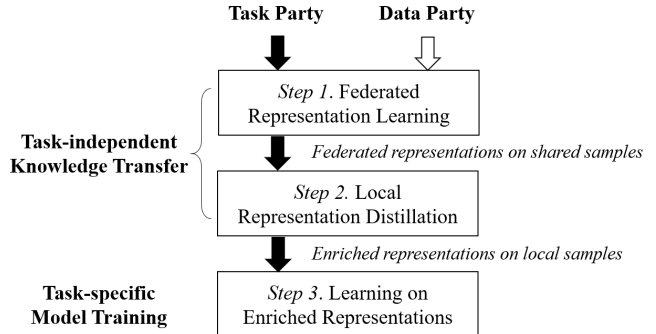 Task Party
Data Party
Step 1. Federated
Representation Learning
Task-independent
Knowledge Transfer
Federated representations on shared samples
Step 2. Local
Representation Distillation
Enriched representations on local samples
Task-specific
Model Training
Step 3. Learning on
Enriched Representations